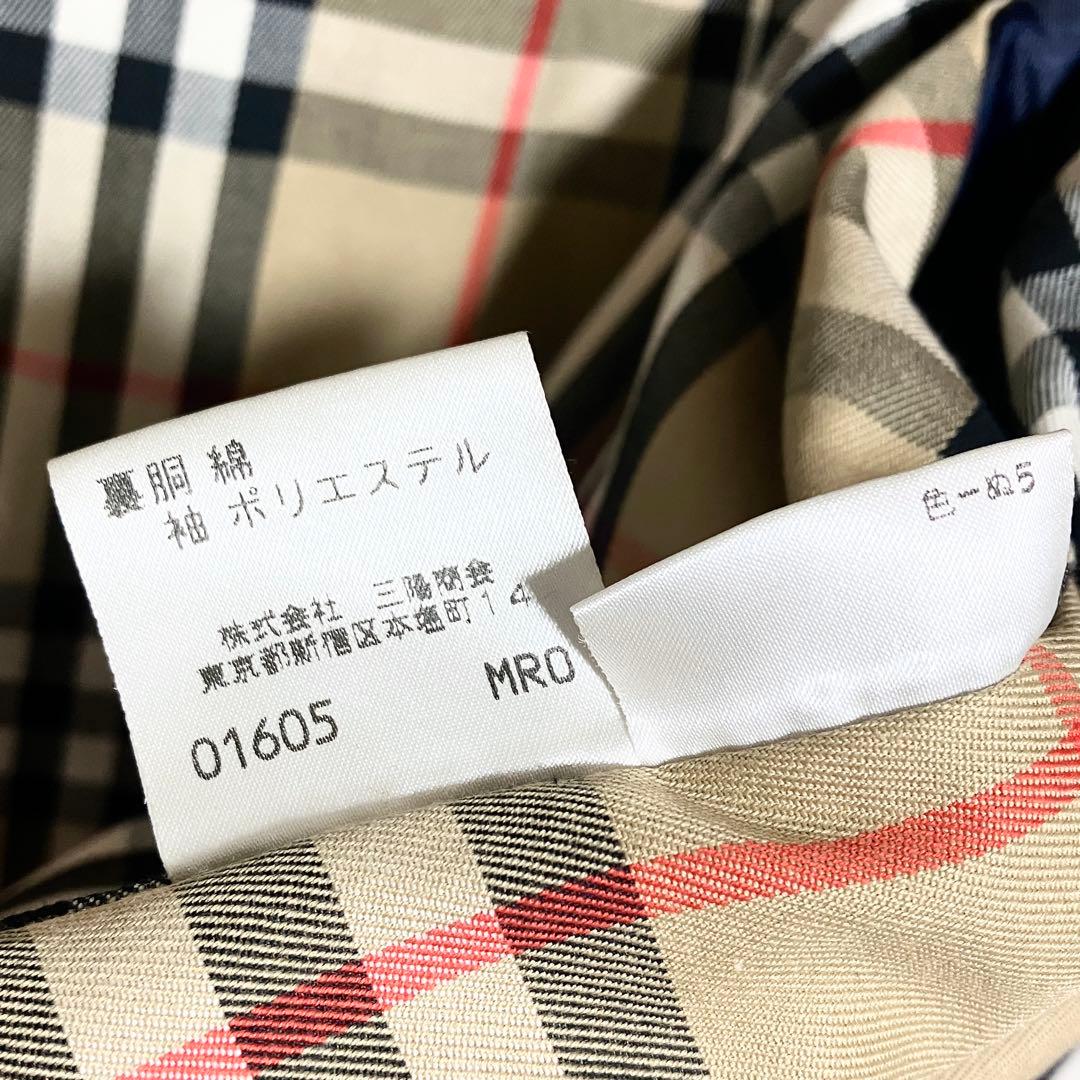 裏胴 綿
袖 ポリエステル
株式会社 三陽商会
東京都新宿区本塩町14
01605 MRO
色ーぬ5